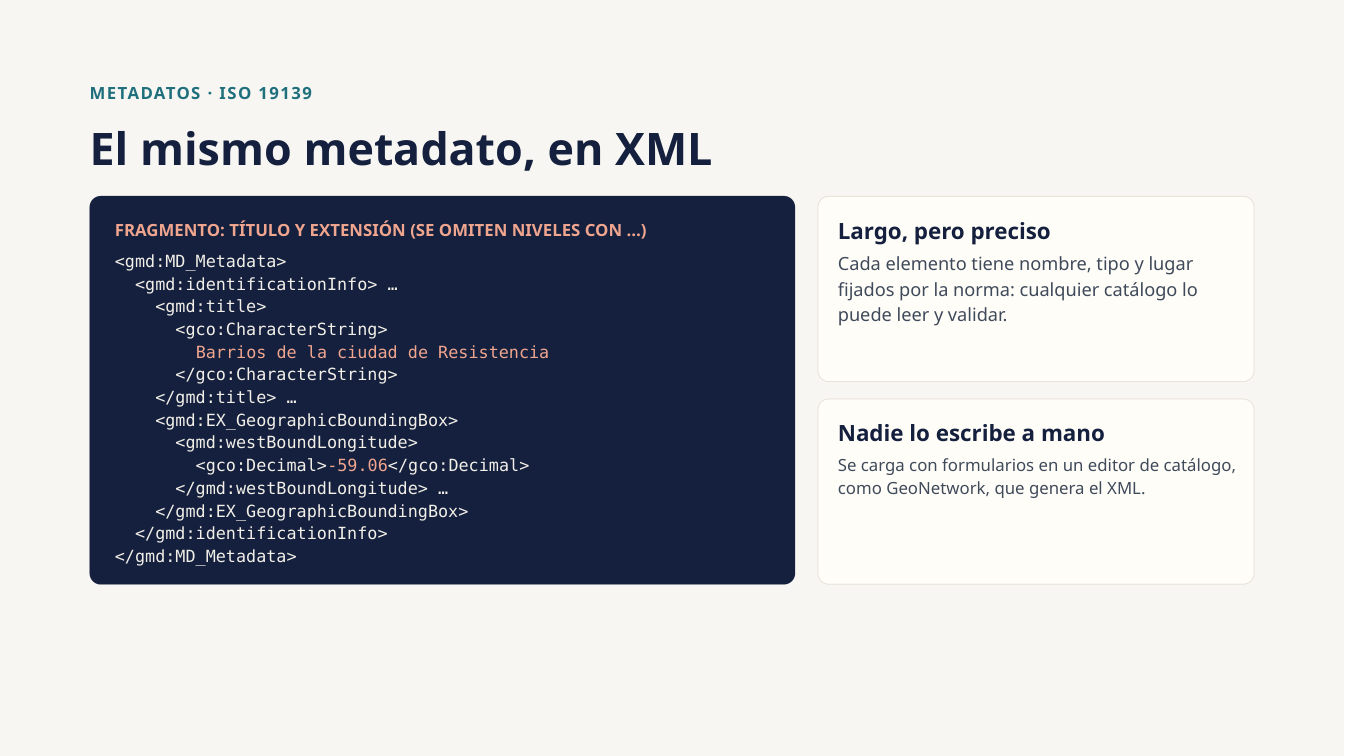 METADATOS · ISO 19139
El mismo metadato, en XML
FRAGMENTO: TÍTULO Y EXTENSIÓN (SE OMITEN NIVELES CON …)
<gmd:MD_Metadata>
  <gmd:identificationInfo> …
    <gmd:title>
      <gco:CharacterString>
        Barrios de la ciudad de Resistencia
      </gco:CharacterString>
    </gmd:title> …
    <gmd:EX_GeographicBoundingBox>
      <gmd:westBoundLongitude>
        <gco:Decimal>-59.06</gco:Decimal>
      </gmd:westBoundLongitude> …
    </gmd:EX_GeographicBoundingBox>
  </gmd:identificationInfo>
</gmd:MD_Metadata>
Largo, pero preciso
Cada elemento tiene nombre, tipo y lugar
fijados por la norma: cualquier catálogo lo
puede leer y validar.
Nadie lo escribe a mano
Se carga con formularios en un editor de catálogo,
como GeoNetwork, que genera el XML.